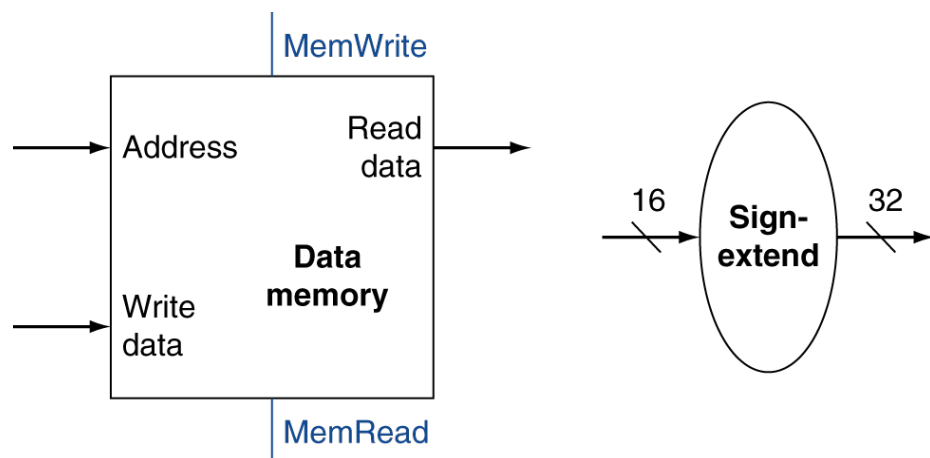 MemWrite
Address
Read
data
Data
memory
Write
data
MemRead
16
Sign-
extend
32